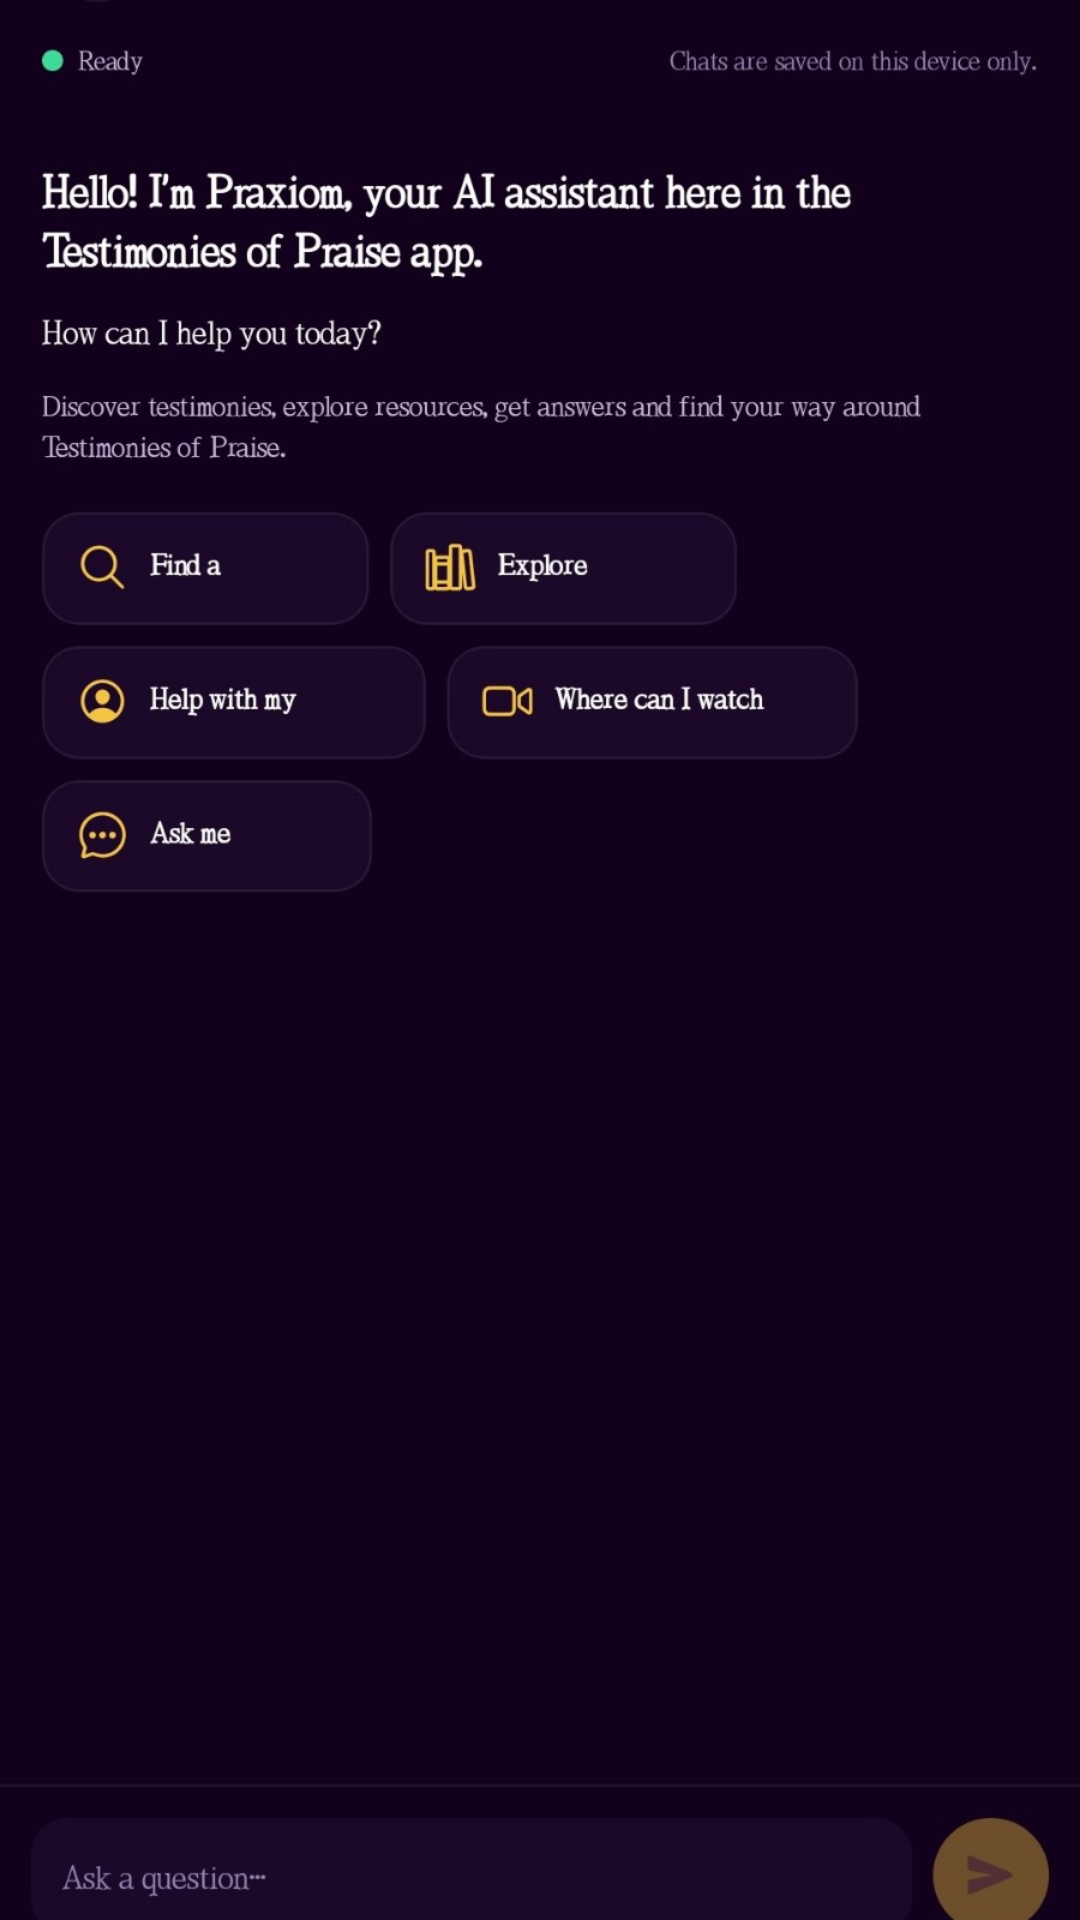 Ready
Chats are saved on this device only.
Hello! I'm Praxiom, your AI assistant here in the
Testimonies of Praise app.
How can I help you today?
Discover testimonies, explore resources, get answers and find your way around
Testimonies of Praise.
Find a
Explore
Help with my
Where can I watch
Ask me
Ask a question···